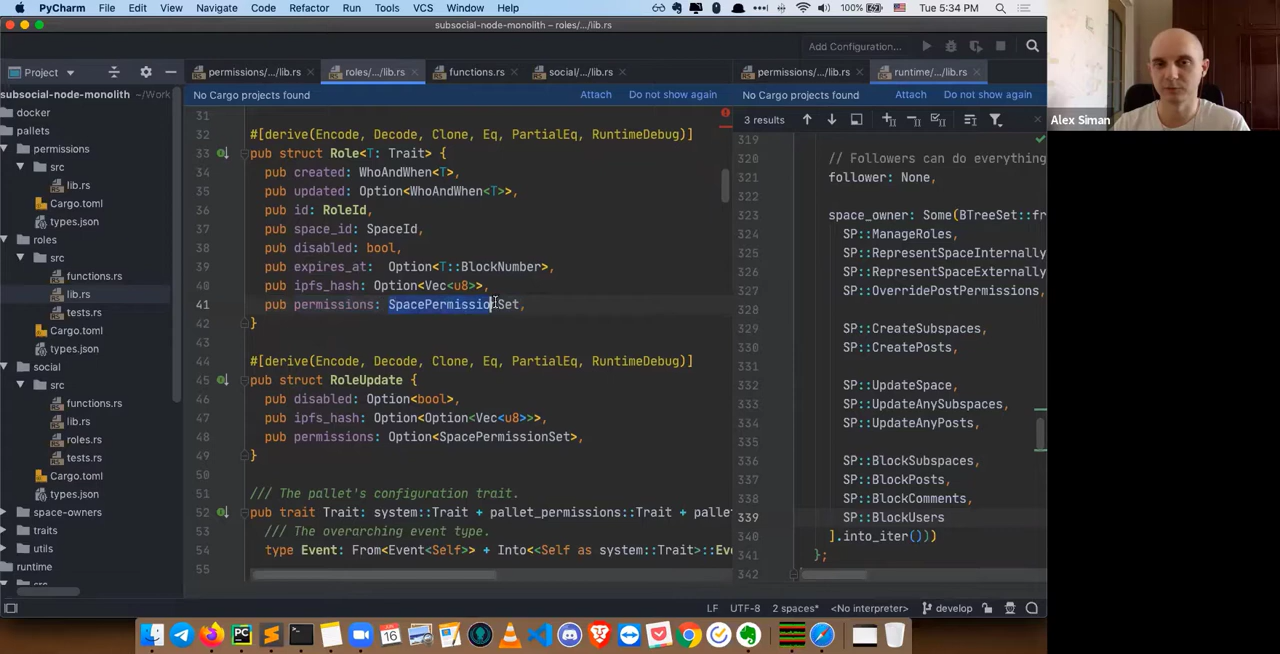 PyCharm File Edit View Navigate Code Refactor Run Tools VCS Window Help
100% Tue 5:34 PM
subsocial-node-monolith – roles/.../lib.rs
Add Configuration...
Project
permissions/.../lib.rs
roles/.../lib.rs
functions.rs
social/.../lib.rs
permissions/.../lib.rs
runtime/.../lib.rs
subsocial-node-monolith ~/Work
docker
pallets
permissions
src
lib.rs
Cargo.toml
types.json
roles
src
functions.rs
lib.rs
tests.rs
Cargo.toml
types.json
social
src
functions.rs
lib.rs
roles.rs
tests.rs
Cargo.toml
types.json
space-owners
traits
utils
runtime
src
No Cargo projects found Attach Do not show again
31
32 #[derive(Encode, Decode, Clone, Eq, PartialEq, RuntimeDebug)]
33 pub struct Role<T: Trait> {
34 pub created: WhoAndWhen<T>,
35 pub updated: Option<WhoAndWhen<T>>,
36 pub id: RoleId,
37 pub space_id: SpaceId,
38 pub disabled: bool,
39 pub expires_at: Option<T::BlockNumber>,
40 pub ipfs_hash: Option<Vec<u8>>,
41 pub permissions: SpacePermissionSet,
42 }
43
44 #[derive(Encode, Decode, Clone, Eq, PartialEq, RuntimeDebug)]
45 pub struct RoleUpdate {
46 pub disabled: Option<bool>,
47 pub ipfs_hash: Option<Option<Vec<u8>>>,
48 pub permissions: Option<SpacePermissionSet>,
49 }
50
51 /// The pallet's configuration trait.
52 pub trait Trait: system::Trait + pallet_permissions::Trait + pallet
53 /// The overarching event type.
54 type Event: From<Event<Self>> + Into<<Self as system::Trait>::Eve
55
No Cargo projects found Attach Do not show again
3 results
319
320 // Followers can do everything
321 follower: None,
322
323 space_owner: Some(BTreeSet::fr
324 SP::ManageRoles,
325 SP::RepresentSpaceInternally
326 SP::RepresentSpaceExternally
327 SP::OverridePostPermissions,
328
329 SP::CreateSubspaces,
330 SP::CreatePosts,
331
332 SP::UpdateSpace,
333 SP::UpdateAnySubspaces,
334 SP::UpdateAnyPosts,
335
336 SP::BlockSubspaces,
337 SP::BlockPosts,
338 SP::BlockComments,
339 SP::BlockUsers
340 ].into_iter()))
341 };
342
LF UTF-8 2 spaces* <No interpreter> develop
Alex Siman